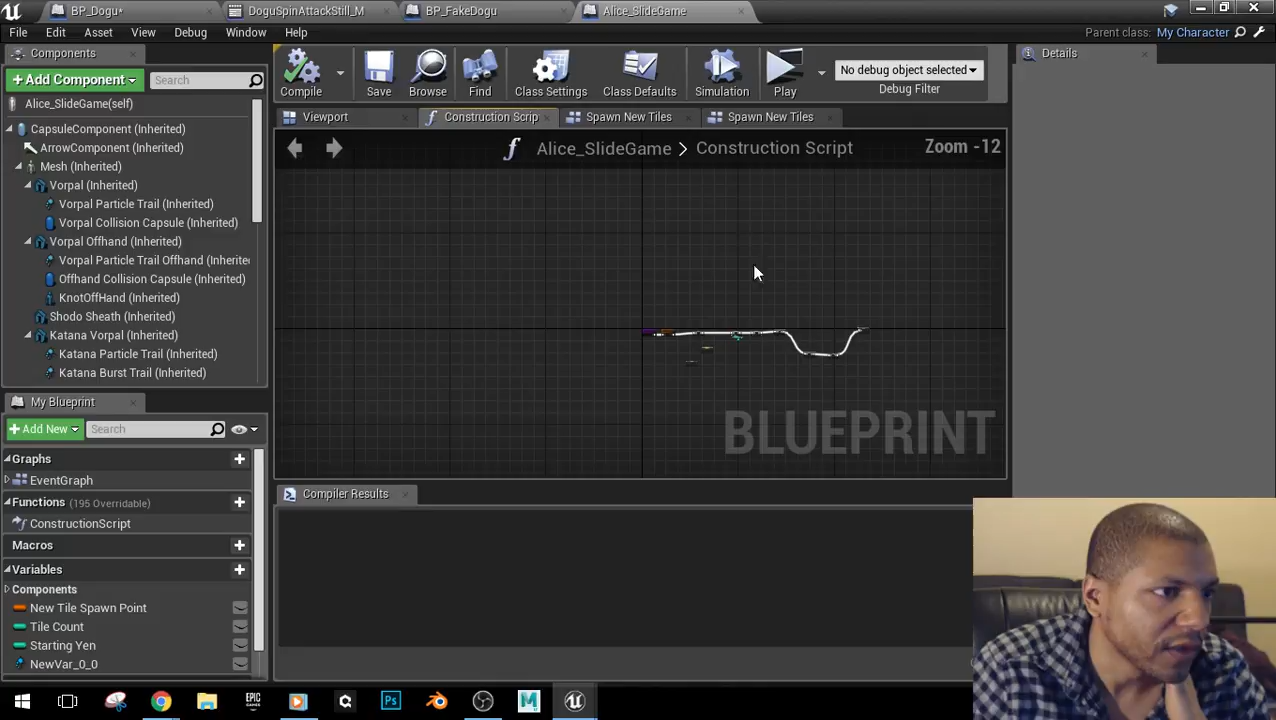 BP_Dogu*
DoguSpinAttackStill_M
BP_FakeDogu
Alice_SlideGame
File Edit Asset View Debug Window Help
Parent class: My Character
Components
+Add Component
Search
Alice_SlideGame(self)
CapsuleComponent (Inherited)
ArrowComponent (Inherited)
Mesh (Inherited)
Vorpal (Inherited)
Vorpal Particle Trail (Inherited)
Vorpal Collision Capsule (Inherited)
Vorpal Offhand (Inherited)
Vorpal Particle Trail Offhand (Inherite
Offhand Collision Capsule (Inherited)
KnotOffHand (Inherited)
Shodo Sheath (Inherited)
Katana Vorpal (Inherited)
Katana Particle Trail (Inherited)
Katana Burst Trail (Inherited)
My Blueprint
+Add New
Search
Graphs
EventGraph
Functions (195 Overridable)
ConstructionScript
Macros
Variables
Components
New Tile Spawn Point
Tile Count
Starting Yen
NewVar_0_0
Compile
Save
Browse
Find
Class Settings
Class Defaults
Simulation
Play
No debug object selected
Debug Filter
Viewport
Construction Scrip
Spawn New Tiles
Spawn New Tiles
Alice_SlideGame > Construction Script
Zoom -12
BLUEPRINT
Compiler Results
Details
EPIC
GAMES
Ps
M